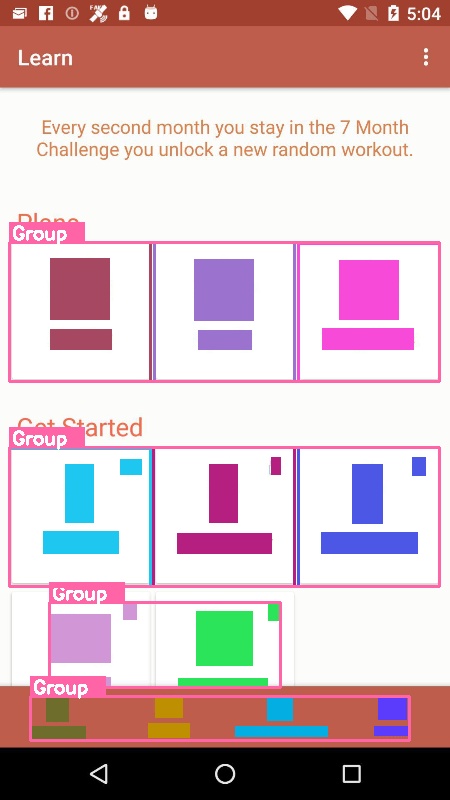 FAKE
5:04
Learn
Every second month you stay in the 7 Month
Challenge you unlock a new random workout.
Plans
Group
Get Started
Group
Group
Group